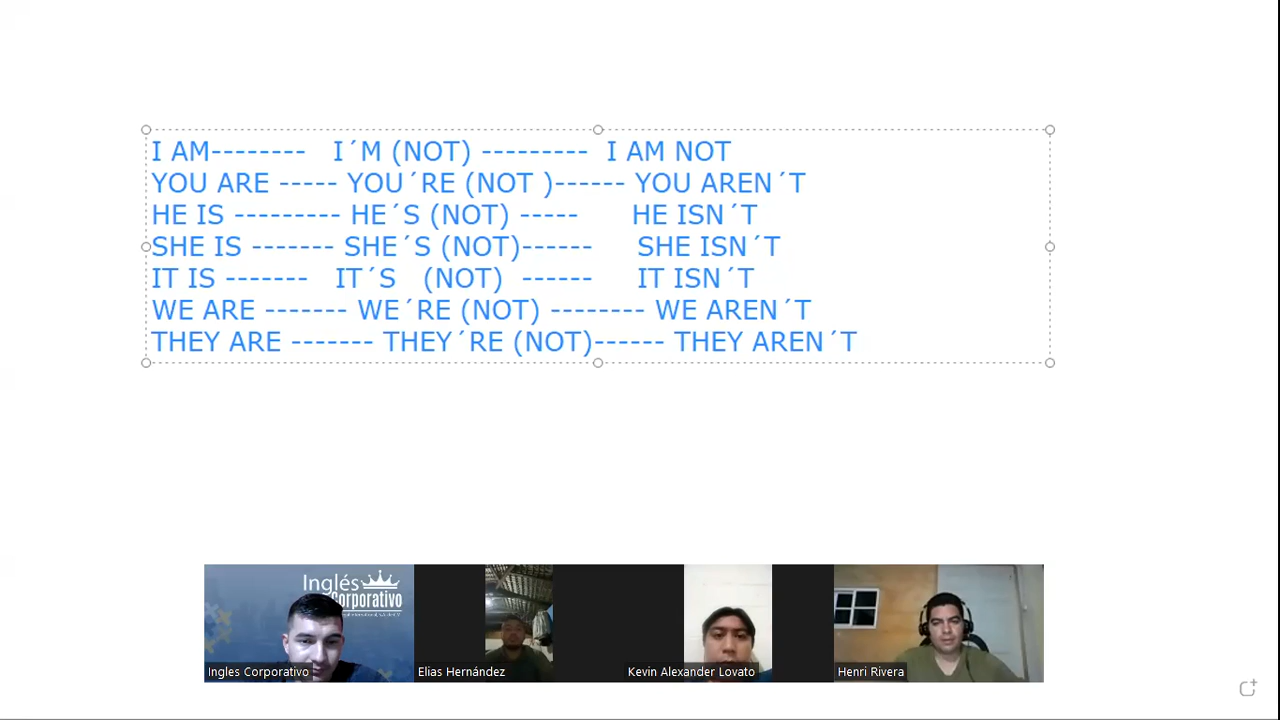 I AM-------- I´M (NOT) --------- I AM NOT
YOU ARE ----- YOU´RE (NOT )------ YOU AREN´T
HE IS --------- HE´S (NOT) ----- HE ISN´T
SHE IS ------- SHE´S (NOT)------ SHE ISN´T
IT IS ------- IT´S (NOT) ------ IT ISN´T
WE ARE ------- WE´RE (NOT) -------- WE AREN´T
THEY ARE ------- THEY´RE (NOT)------ THEY AREN´T
Inglés
Corporativo
Ingles Corporativo
Elias Hernández
Kevin Alexander Lovato
Henri Rivera